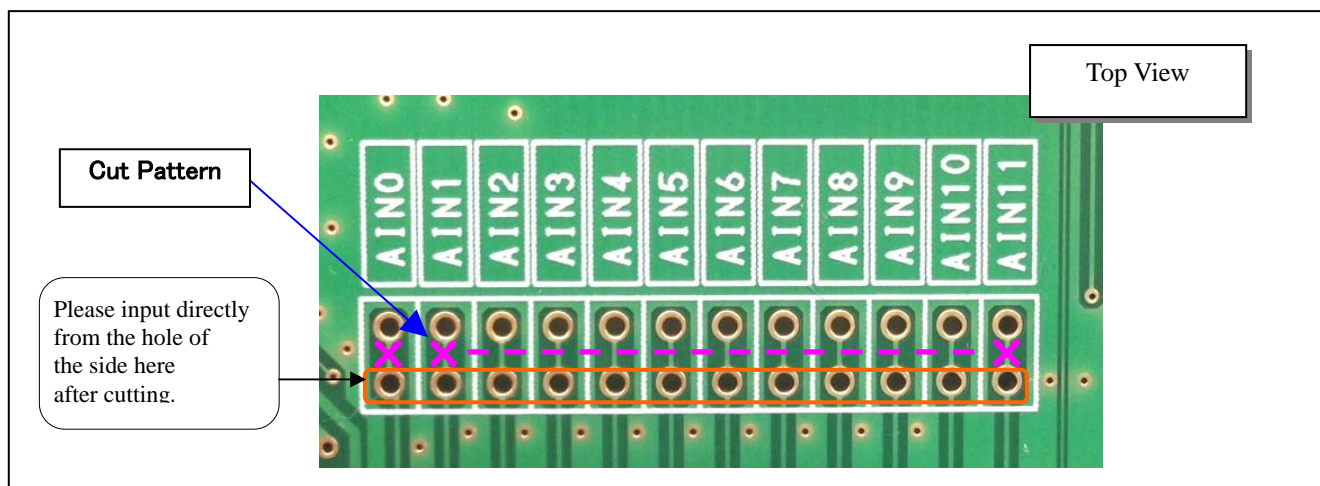 Top View
Cut Pattern
AIN0
AIN1
AIN2
AIN3
AIN4
AIN5
AIN6
AIN7
AIN8
AIN9
AIN10
AIN11
Please input directly
from the hole of
the side here
after cutting.